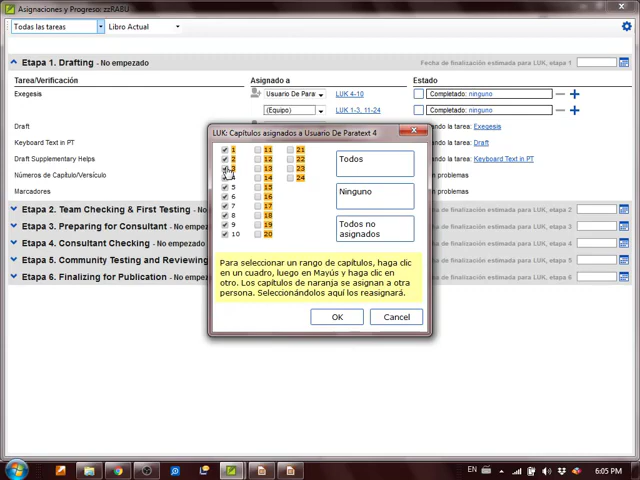 Asignaciones y Progreso: zzRABU
Todas las tareas
Libro Actual
Etapa 1. Drafting - No empezado
Fecha de finalización estimada para LUK, etapa 1
Tarea/Verificación
Asignado a
Estado
Exegesis
Usuario De Para
LUK 4-10
Completado: ninguno
(Equipo)
LUK 1-3, 11-24
Completado: ninguno
Draft
ando la tarea: Exegesis
Keyboard Text in PT
ando la tarea: Draft
Draft Supplementary Helps
ando la tarea: Keyboard Text in PT
Números de Capítulo/Versículo
Marcadores
Etapa 2. Team Checking & First Testing - No
de finalización estimada para LUK, etapa 2
Etapa 3. Preparing for Consultant - No empe
de finalización estimada para LUK, etapa 3
Etapa 4. Consultant Checking - No empezado
de finalización estimada para LUK, etapa 4
Etapa 5. Community Testing and Reviewing
de finalización estimada para LUK, etapa 5
Etapa 6. Finalizing for Publication - No empe
de finalización estimada para LUK, etapa 6
LUK: Capítulos asignados a Usuario De Paratext 4
1 11 21
2 12 22
3 13 23
4 14 24
5 15
6 16
7 17
8 18
9 19
10 20
Todos
Ninguno
Todos no
asignados
Para seleccionar un rango de capítulos, haga clic
en un cuadro, luego en Mayús y haga clic en
otro. Los capítulos de naranja se asignan a otra
persona. Seleccionándolos aquí los reasignará.
OK
Cancel
EN
6:05 PM